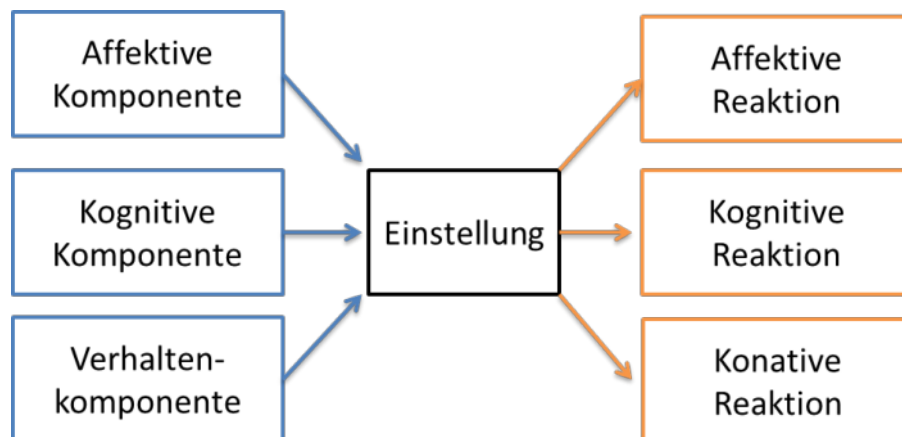 Affektive
Komponente
Kognitive
Komponente
Verhalten-
komponente
Einstellung
Affektive
Reaktion
Kognitive
Reaktion
Konative
Reaktion